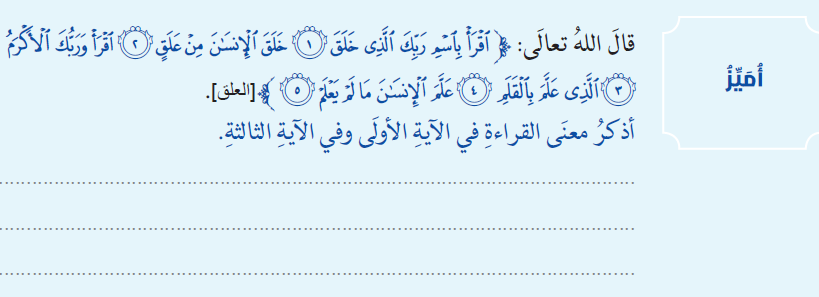 أُمَيِّزُ
قالَ اللهُ تعالَى: ﴿ ٱقْرَأْ بِٱسْمِ رَبِّكَ ٱلَّذِى خَلَقَ ١ خَلَقَ ٱلْإِنسَٰنَ مِنْ عَلَقٍ ٢ ٱقْرَأْ وَرَبُّكَ ٱلْأَكْرَمُ
٣ ٱلَّذِى عَلَّمَ بِٱلْقَلَمِ ٤ عَلَّمَ ٱلْإِنسَٰنَ مَا لَمْ يَعْلَمْ ٥ ﴾ [العلق].
أذكرُ معنَى القراءةِ في الآيةِ الأولَى وفي الآيةِ الثالثةِ.